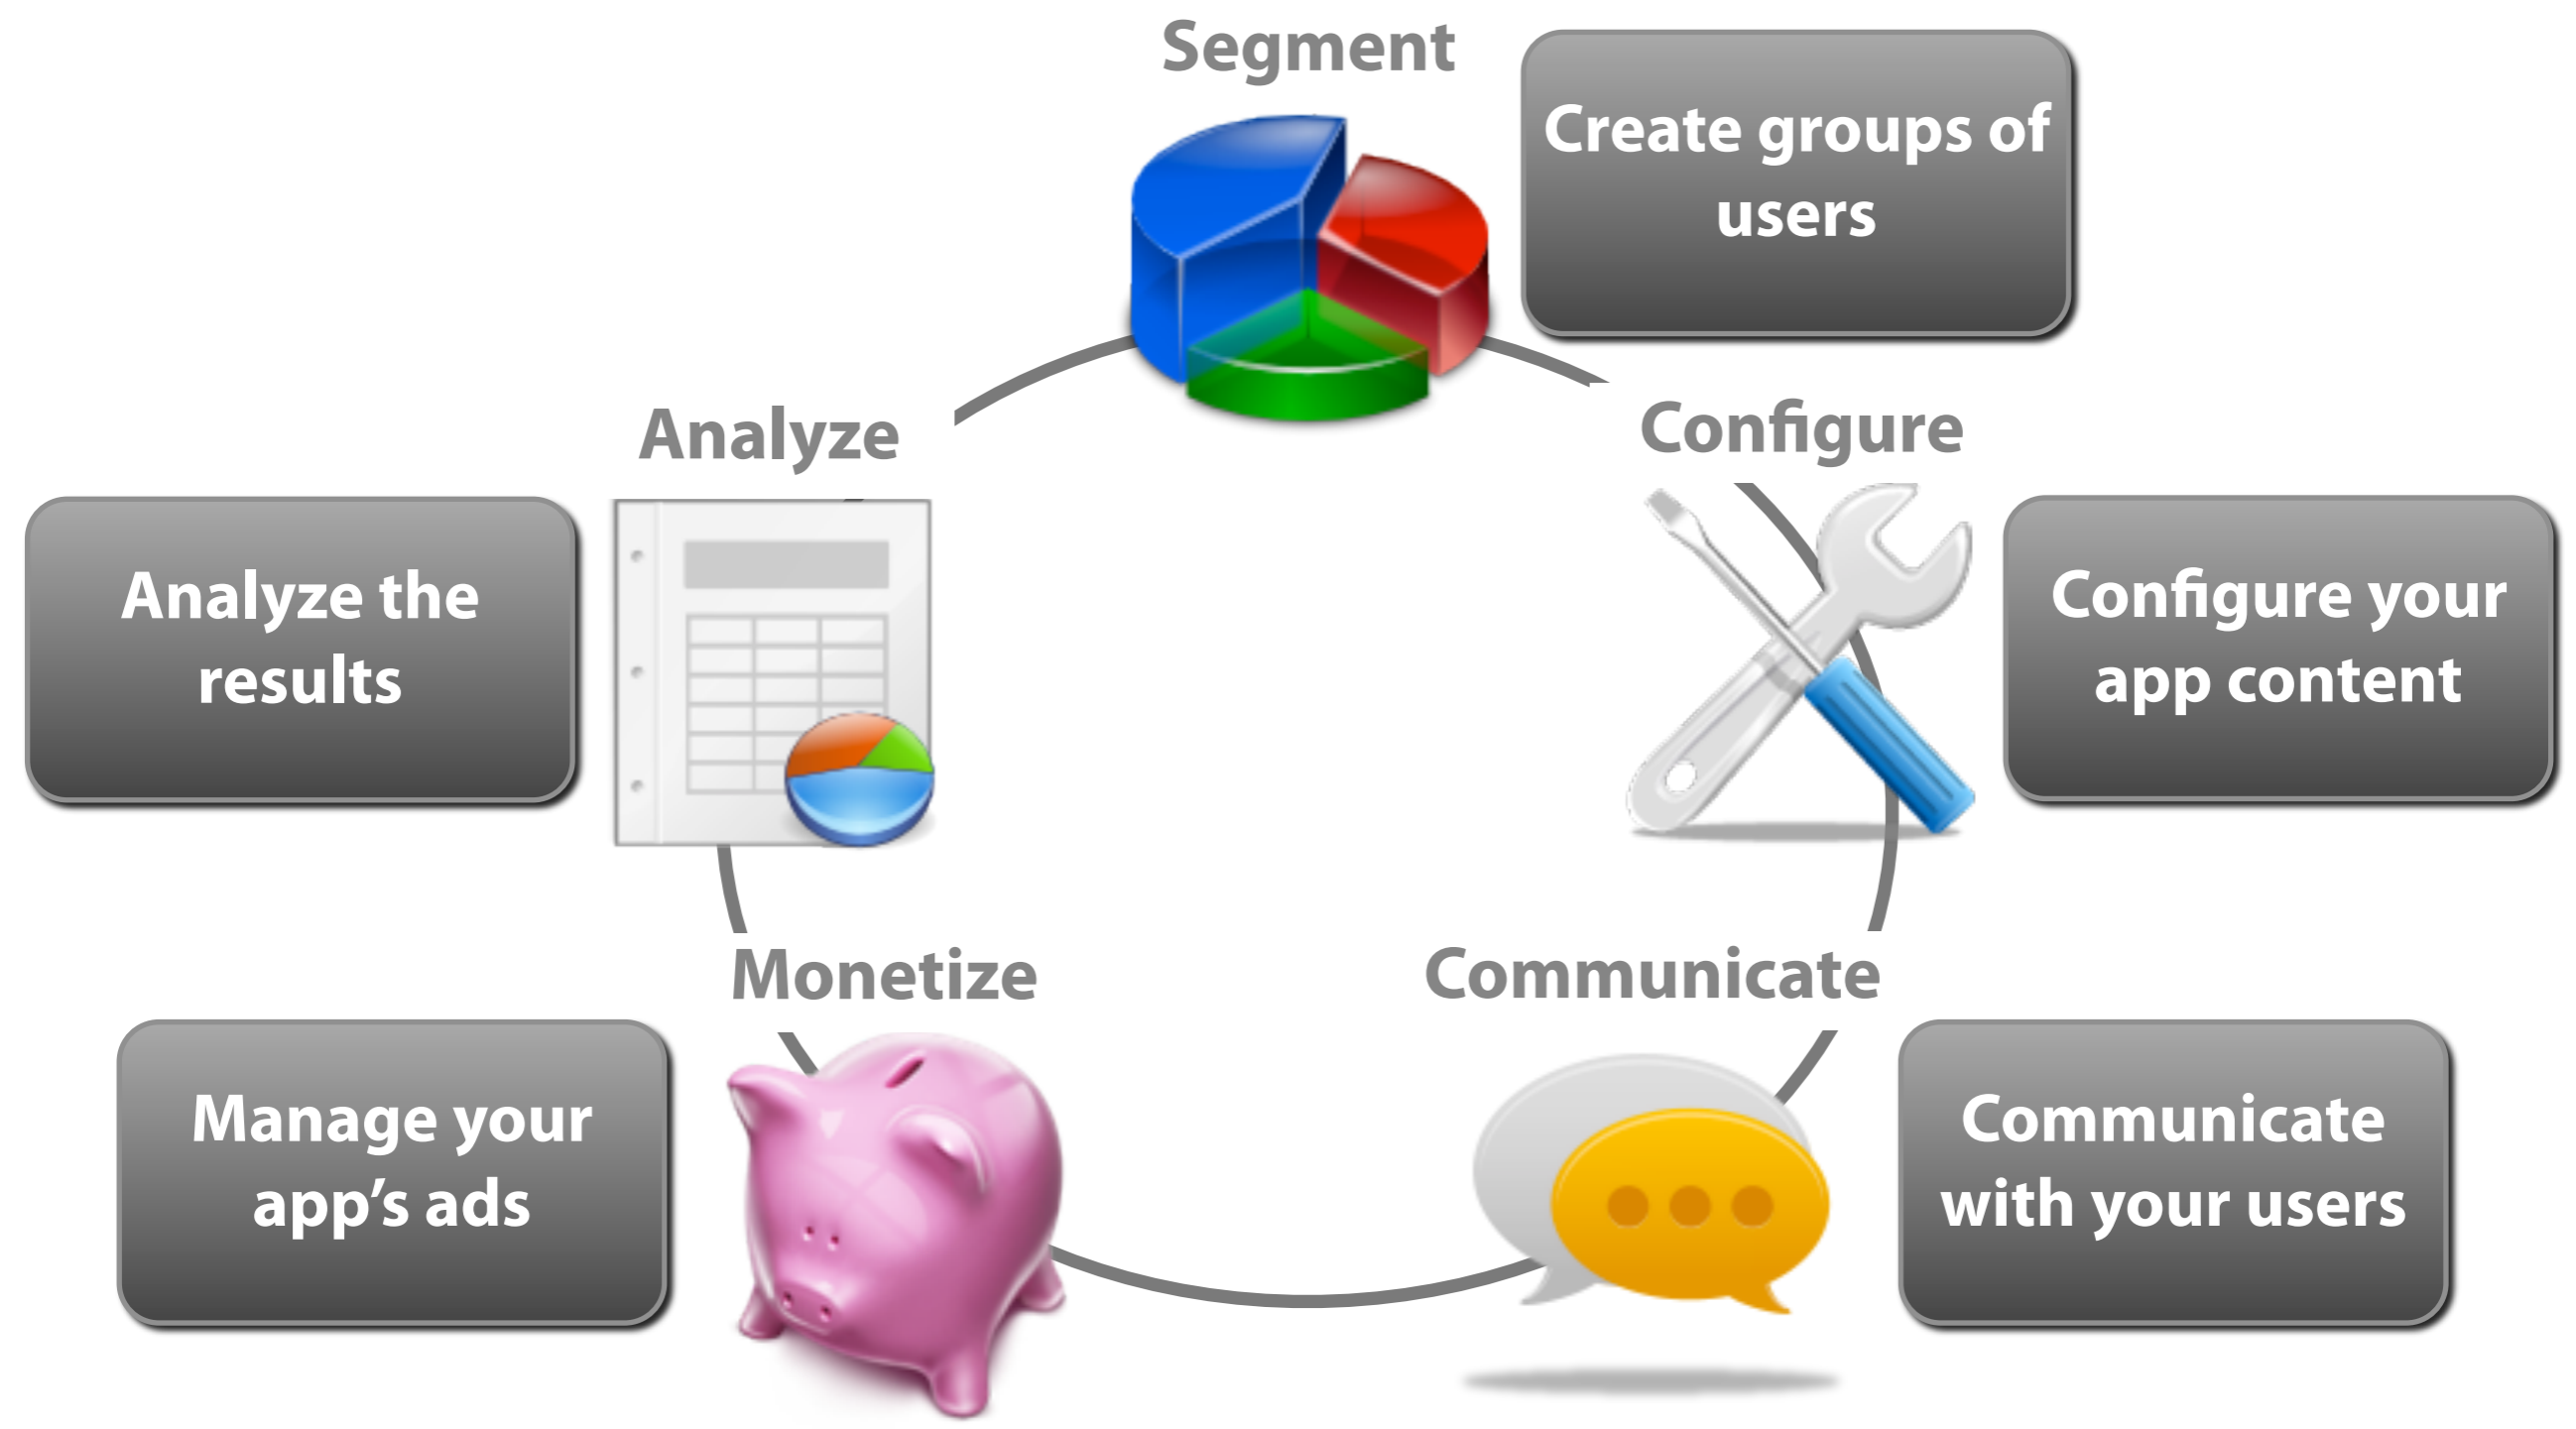 Segment
Create groups of
users
Configure
Configure your
app content
Communicate
Communicate
with your users
Monetize
Manage your
app’s ads
Analyze
Analyze the
results